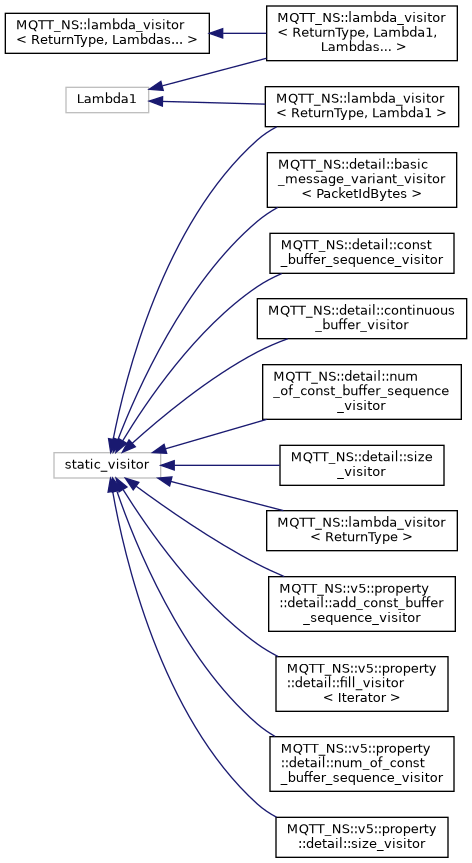 MQTT_NS::lambda_visitor
< ReturnType, Lambdas... >
MQTT_NS::lambda_visitor
< ReturnType, Lambda1,
Lambdas... >
Lambda1
MQTT_NS::lambda_visitor
< ReturnType, Lambda1 >
MQTT_NS::detail::basic
_message_variant_visitor
< PacketIdBytes >
MQTT_NS::detail::const
_buffer_sequence_visitor
MQTT_NS::detail::continuous
_buffer_visitor
MQTT_NS::detail::num
_of_const_buffer_sequence
_visitor
static_visitor
MQTT_NS::detail::size
_visitor
MQTT_NS::lambda_visitor
< ReturnType >
MQTT_NS::v5::property
::detail::add_const_buffer
_sequence_visitor
MQTT_NS::v5::property
::detail::fill_visitor
< Iterator >
MQTT_NS::v5::property
::detail::num_of_const
_buffer_sequence_visitor
MQTT_NS::v5::property
::detail::size_visitor